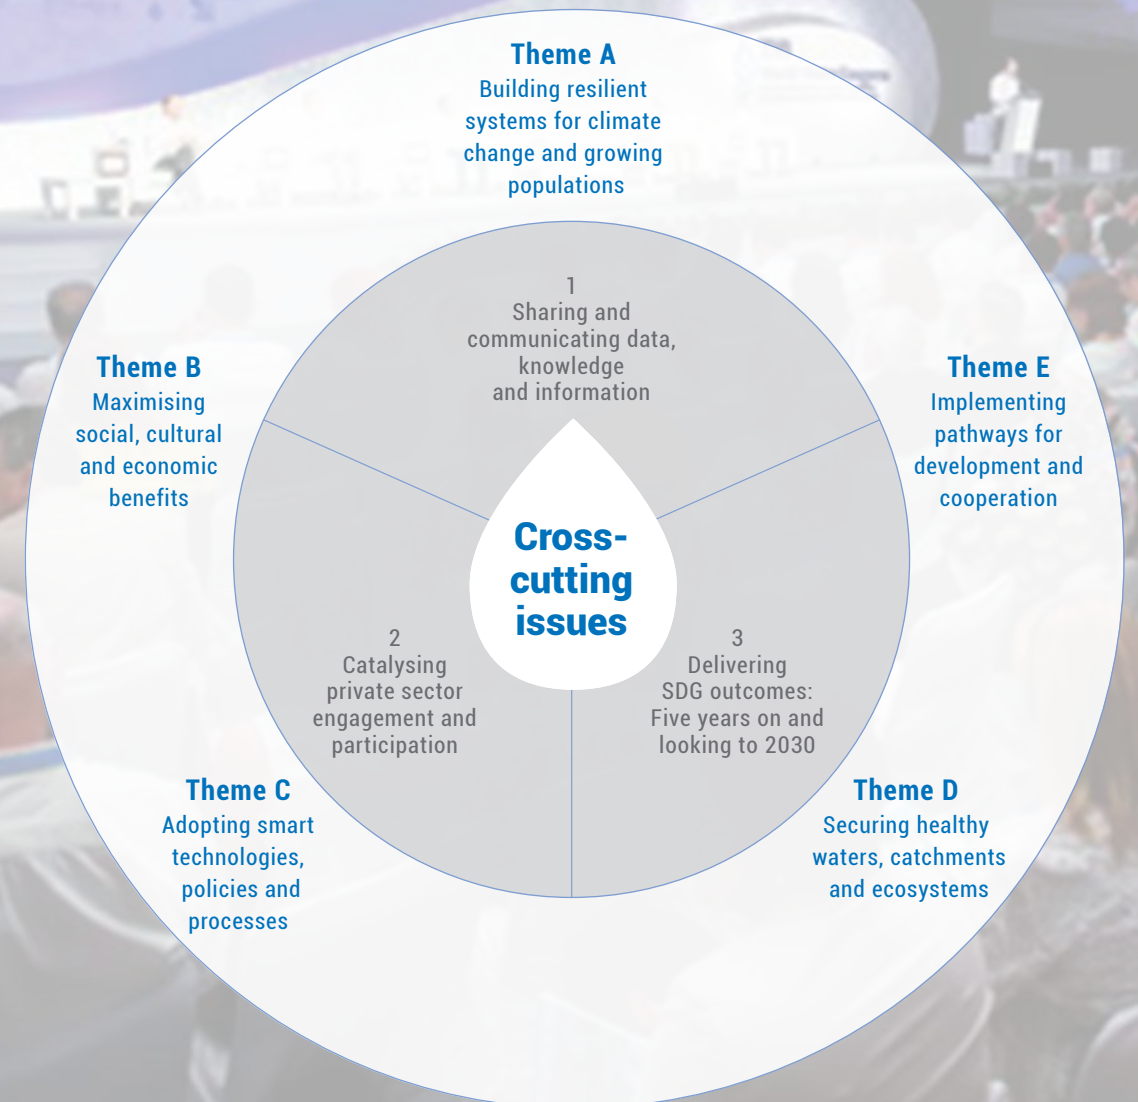 Theme A
Building resilient
systems for climate
change and growing
populations
1
Sharing and
communicating data,
knowledge
and information
Theme B
Maximising
social, cultural
and economic
benefits
Theme E
Implementing
pathways for
development and
cooperation
Cross-
cutting
issues
2
Catalysing
private sector
engagement and
participation
3
Delivering
SDG outcomes:
Five years on and
looking to 2030
Theme C
Adopting smart
technologies,
policies and
processes
Theme D
Securing healthy
waters, catchments
and ecosystems